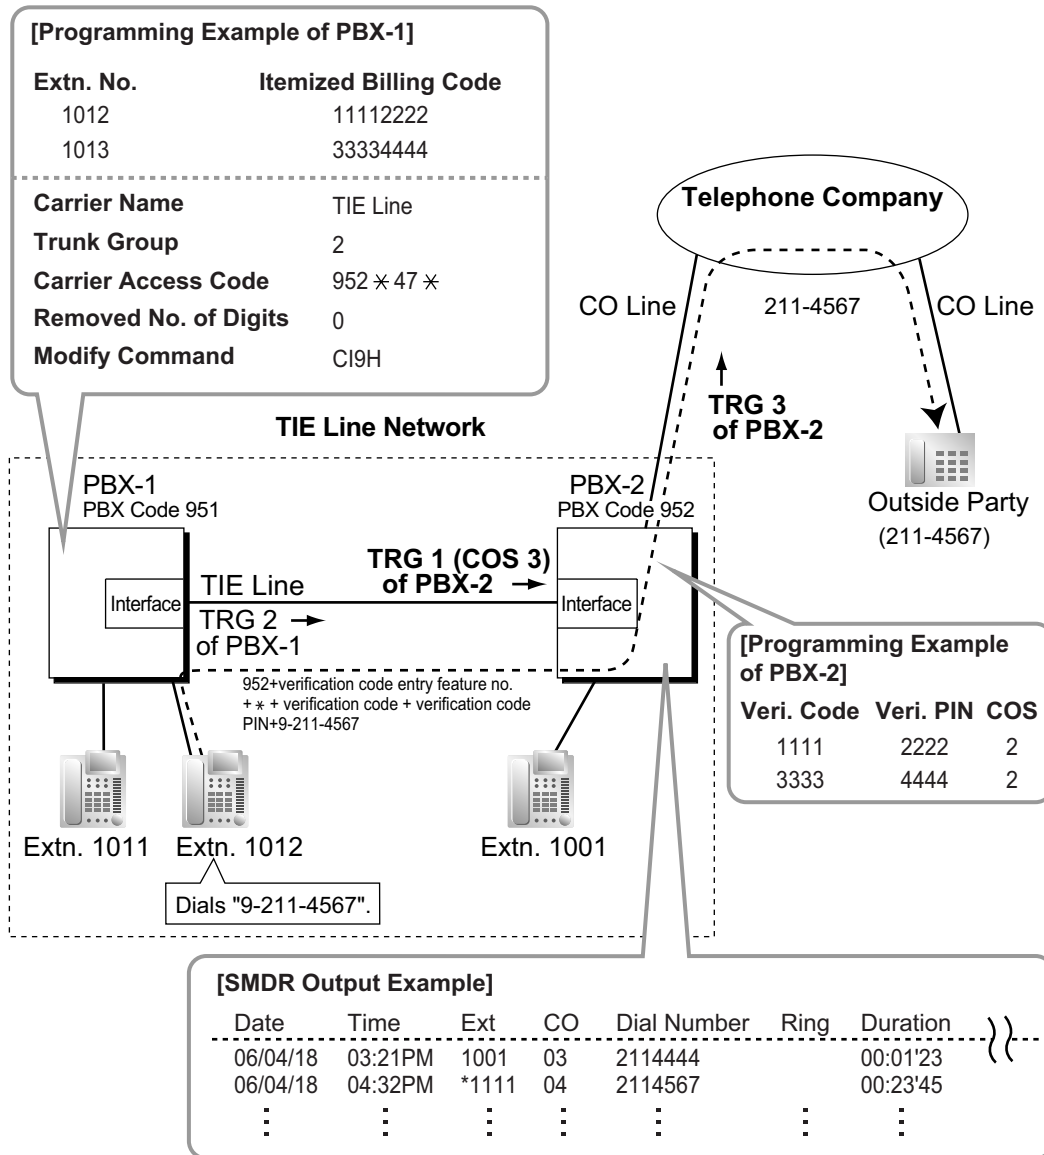 [Programming Example of PBX-1]
Extn. No. Itemized Billing Code
1012 11112222
1013 33334444
Carrier Name TIE Line
Trunk Group 2
Carrier Access Code 952 * 47 *
Removed No. of Digits 0
Modify Command CI9H
Telephone Company
CO Line 211-4567 CO Line
TRG 3
of PBX-2
Outside Party
(211-4567)
TIE Line Network
PBX-1
PBX Code 951
PBX-2
PBX Code 952
Interface
TIE Line
TRG 2
of PBX-1
TRG 1 (COS 3)
of PBX-2
Interface
952+verification code entry feature no.
+ * + verification code + verification code
PIN+9-211-4567
[Programming Example
of PBX-2]
Veri. Code Veri. PIN COS
1111 2222 2
3333 4444 2
Extn. 1011 Extn. 1012 Extn. 1001
Dials "9-211-4567".
[SMDR Output Example]
Date Time Ext CO Dial Number Ring Duration
06/04/18 03:21PM 1001 03 2114444 00:01'23
06/04/18 04:32PM *1111 04 2114567 00:23'45